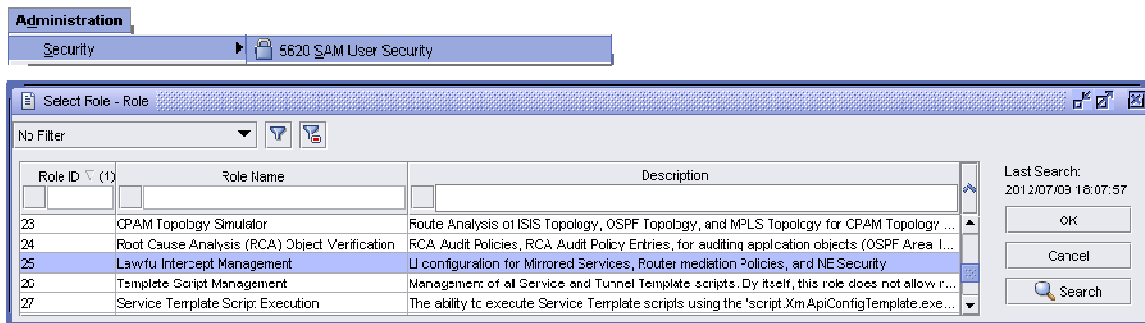 Administration
Security
5620 SAM User Security
Select Role - Role
No Filter
Role ID (1) Role Name Description
Last Search:
2012/07/09 16:07:57
23 CPAM Topology Simulator Route Analysis of ISIS Topology, OSPF Topology, and MPLS Topology for CPAM Topology ...
24 Root Cause Analysis (RCA) Object Verification RCA Audit Policies, RCA Audit Policy Entries, for auditing application objects (OSPF Area I...
25 Lawful Intercept Management LI configuration for Mirrored Services, Router mediation Policies, and NE Security
26 Template Script Management Management of all Service and Tunnel Template scripts. By itself, this role does not allow r...
27 Service Template Script Execution The ability to execute Service Template scripts using the 'script.XmlApiConfigTemplate.exe...
OK
Cancel
Search